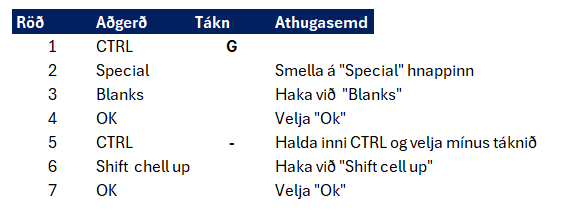 Röð Aðgerð Tákn Athugasemd
1 CTRL G
2 Special Smella á "Special" hnappinn
3 Blanks Haka við "Blanks"
4 OK Velja "Ok"
5 CTRL - Halda inni CTRL og velja mínus táknið
6 Shift chell up Haka við "Shift cell up"
7 OK Velja "Ok"